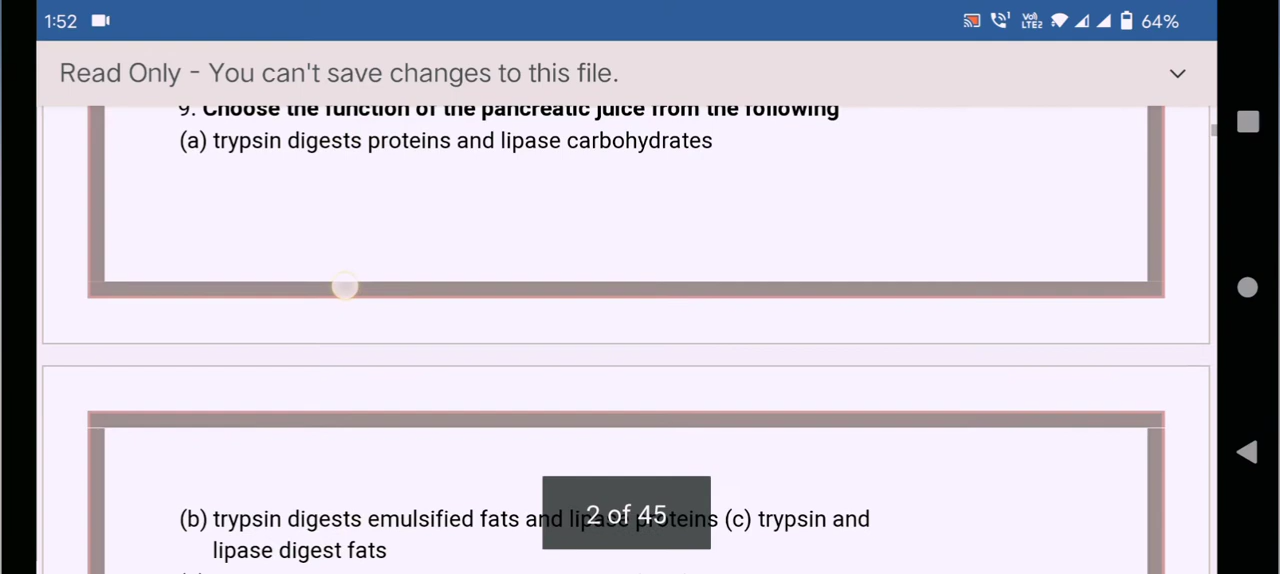 1:52 64%
Read Only - You can't save changes to this file.
9. Choose the function of the pancreatic juice from the following
(a) trypsin digests proteins and lipase carbohydrates
(b) trypsin digests emulsified fats and lipase proteins (c) trypsin and
2 of 45
lipase digest fats